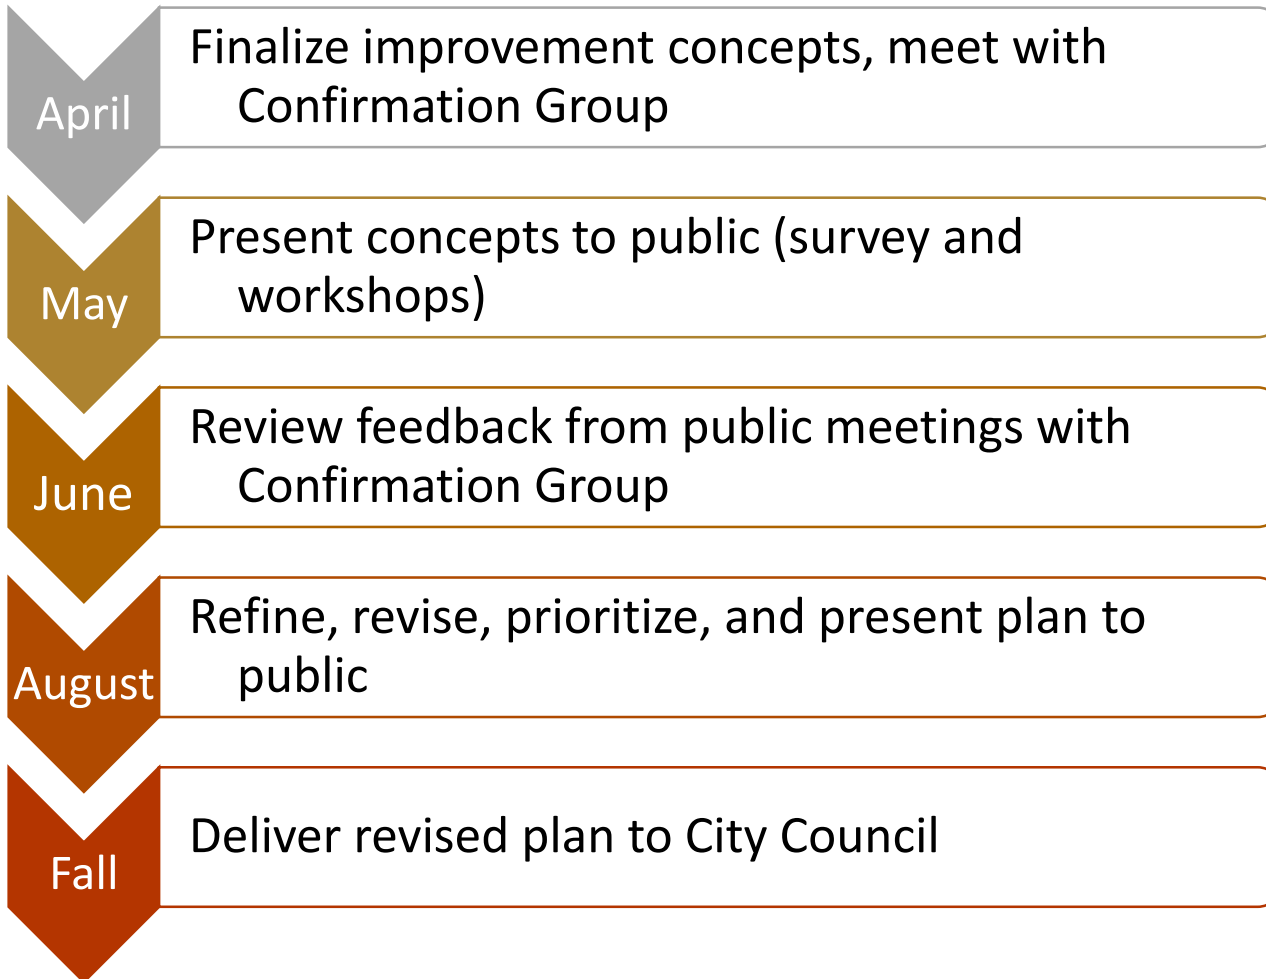 April
Finalize improvement concepts, meet with
Confirmation Group
May
Present concepts to public (survey and
workshops)
June
Review feedback from public meetings with
Confirmation Group
August
Refine, revise, prioritize, and present plan to
public
Fall
Deliver revised plan to City Council